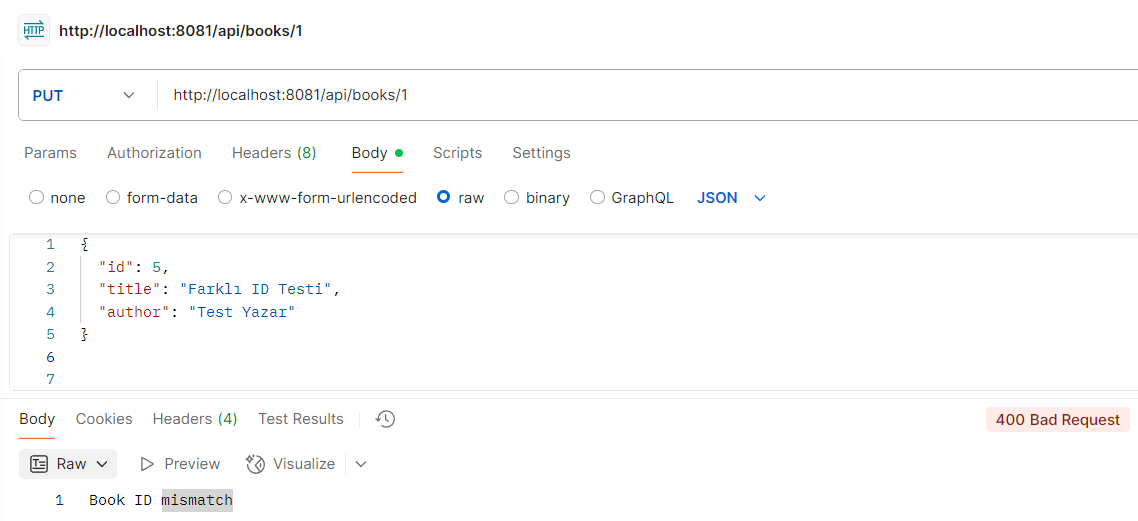 HTTP http://localhost:8081/api/books/1
PUT http://localhost:8081/api/books/1
Params Authorization Headers (8) Body Scripts Settings
none form-data x-www-form-urlencoded raw binary GraphQL JSON
1 {
2 "id": 5,
3 "title": "Farklı ID Testi",
4 "author": "Test Yazar"
5 }
6
7
Body Cookies Headers (4) Test Results 400 Bad Request
Raw Preview Visualize
1 Book ID mismatch